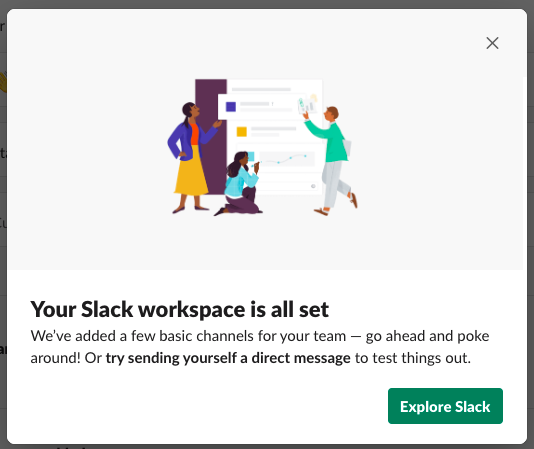 Your Slack workspace is all set
We’ve added a few basic channels for your team — go ahead and poke
around! Or try sending yourself a direct message to test things out.
Explore Slack